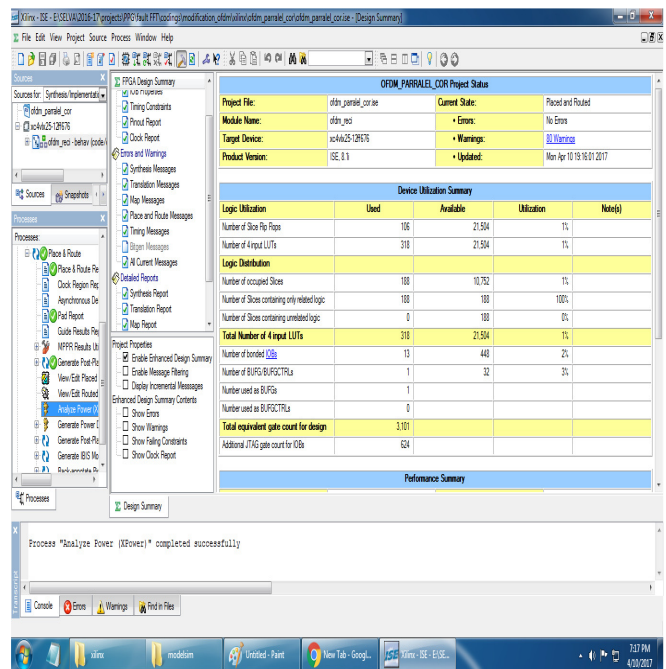 Xilinx - ISE - E:\SELVA\2016-17\projects\PPG\fault FFT\codings\modification_ofdm\xilinx\ofdm_parralel_cor\ofdm_parralel_cor.ise - [Design Summary]
File Edit View Project Source Process Window Help
Sources
Sources for: Synthesis/Implementati
ofdm_parralel_cor
xc4vlx25-12ff676
ofdm_reci - behav (code/
Sources
Snapshots
Processes
Processes:
Place & Route
Place & Route Re
Clock Region Rep
Asynchronous De
Pad Report
Guide Results Rep
MPPR Results Uti
Generate Post-Pla
View/Edit Placed
View/Edit Routed
Analyze Power (X
Generate Power D
Generate Post-Pla
Generate IBIS Mo
Back-annotate Pi
Processes
FPGA Design Summary
IOB Properties
Timing Constraints
Pinout Report
Clock Report
Errors and Warnings
Synthesis Messages
Translation Messages
Map Messages
Place and Route Messages
Timing Messages
Bitgen Messages
All Current Messages
Detailed Reports
Synthesis Report
Translation Report
Map Report
Project Properties
Enable Enhanced Design Summary
Enable Message Filtering
Display Incremental Messages
Enhanced Design Summary Contents
Show Errors
Show Warnings
Show Failing Constraints
Show Clock Report
Design Summary
OFDM_PARRALEL_COR Project Status
Project File: ofdm_parralel_cor.ise Current State: Placed and Routed
Module Name: ofdm_reci • Errors: No Errors
Target Device: xc4vlx25-12ff676 • Warnings: 80 Warnings
Product Version: ISE, 8.1i • Updated: Mon Apr 10 19:16:01 2017
Device Utilization Summary
Logic Utilization Used Available Utilization Note(s)
Number of Slice Flip Flops 106 21,504 1%
Number of 4 input LUTs 318 21,504 1%
Logic Distribution
Number of occupied Slices 188 10,752 1%
Number of Slices containing only related logic 188 188 100%
Number of Slices containing unrelated logic 0 188 0%
Total Number of 4 input LUTs 318 21,504 1%
Number of bonded IOBs 13 448 2%
Number of BUFG/BUFGCTRLs 1 32 3%
Number used as BUFGs 1
Number used as BUFGCTRLs 0
Total equivalent gate count for design 3,101
Additional JTAG gate count for IOBs 624
Performance Summary
Process "Analyze Power (XPower)" completed successfully
Transcript
Console
Errors
Warnings
Find in Files
xilinx
modelsim
Untitled - Paint
New Tab - Googl...
Xilinx - ISE - E:\SE...
7:17 PM
4/10/2017